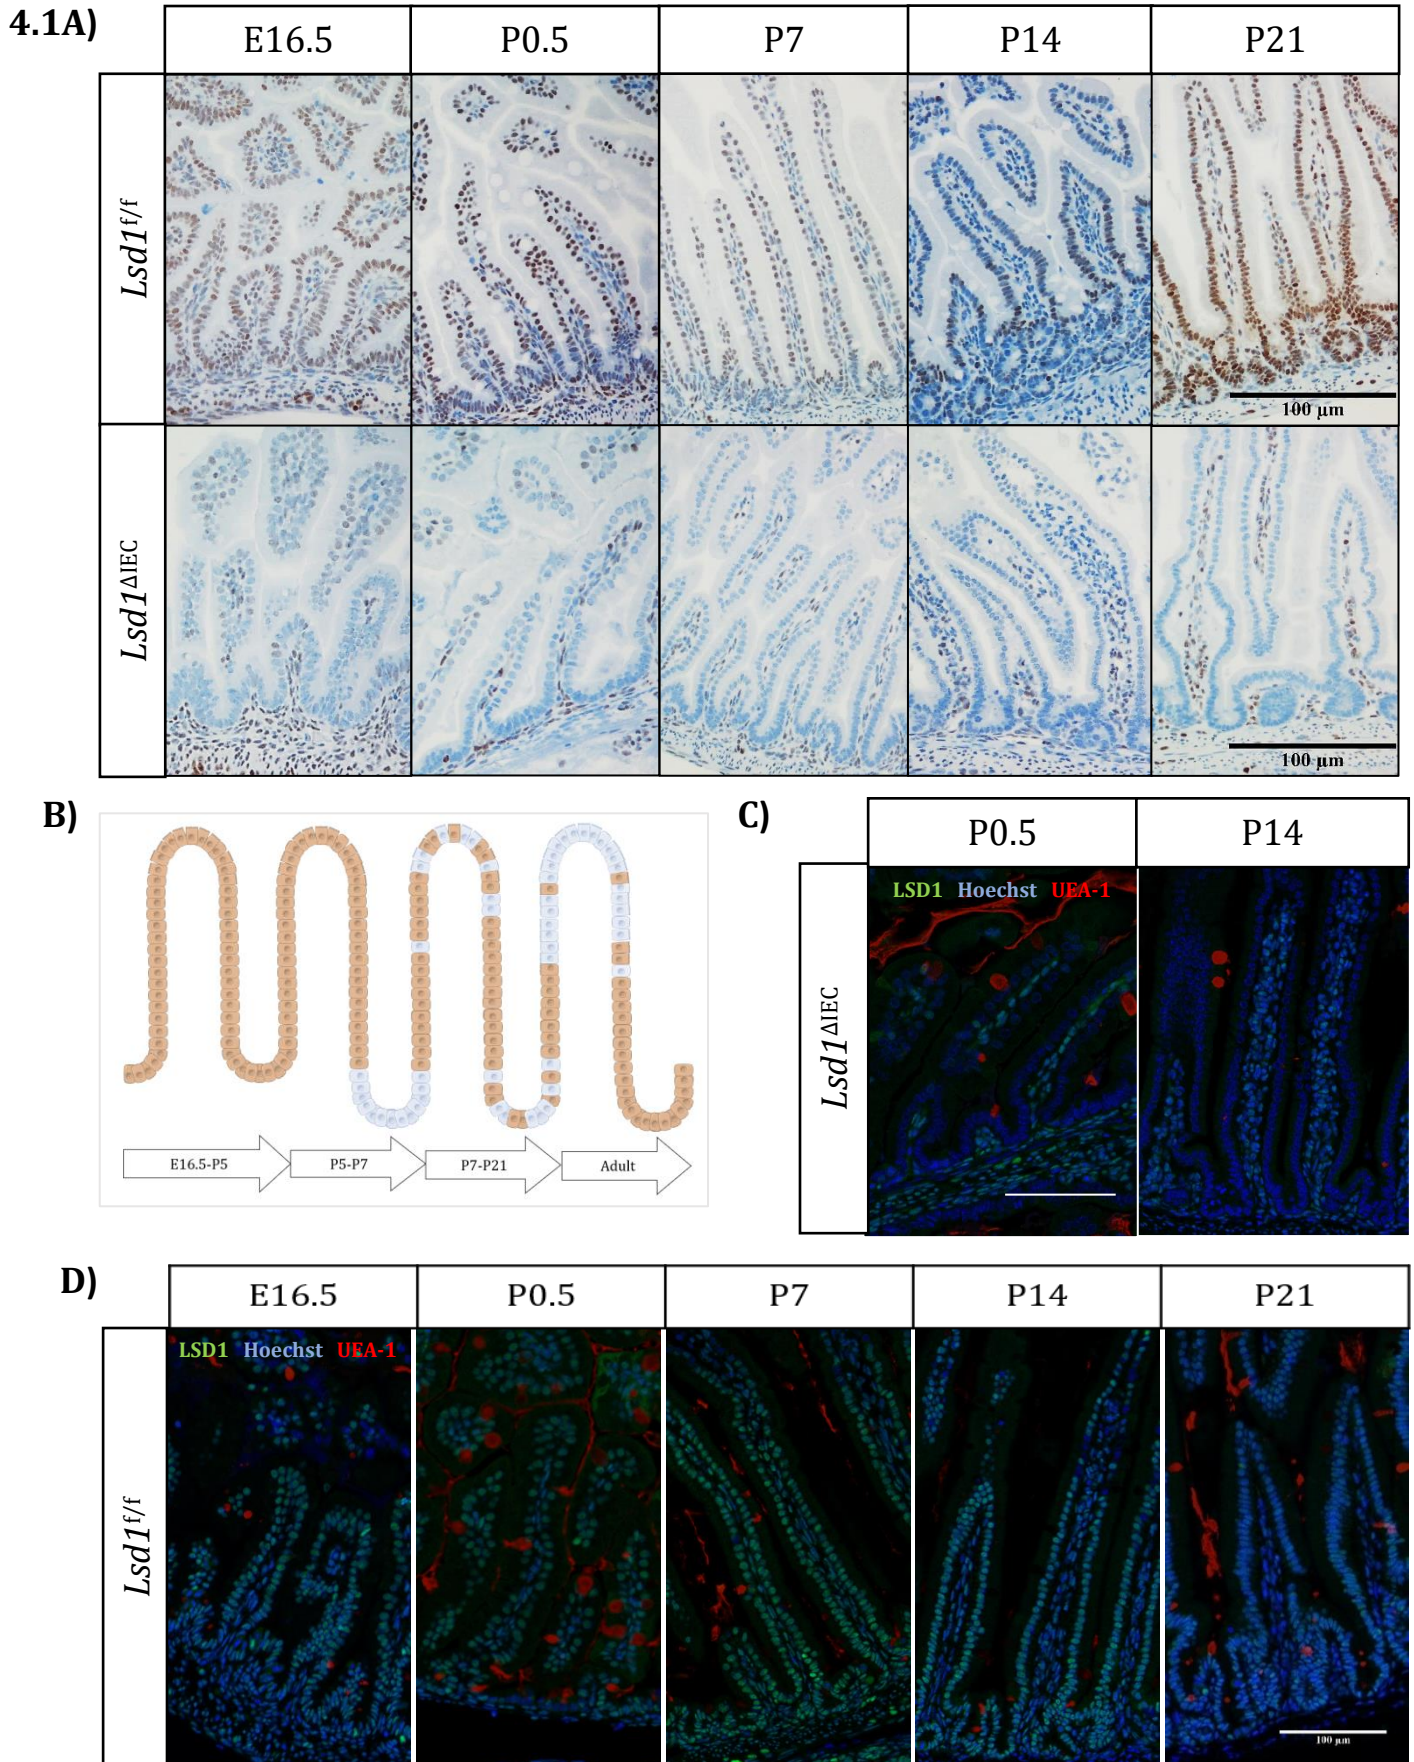 4.1A)
E16.5 P0.5 P7 P14 P21
Lsd1f/f
100 μm
Lsd1ΔIEC
100 μm
B)
E16.5-P5 P5-P7 P7-P21 Adult
C)
P0.5 P14
LSD1 Hoechst UEA-1
Lsd1ΔIEC
D)
E16.5 P0.5 P7 P14 P21
LSD1 Hoechst UEA-1
Lsd1f/f
100 μm